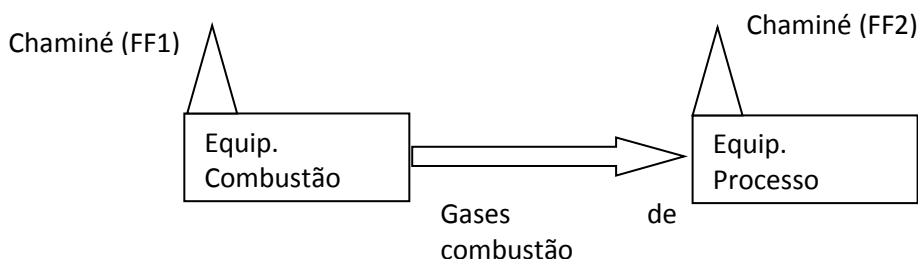 Chaminé (FF1)
Chaminé (FF2)
Equip.
Combustão
Equip.
Processo
Gases de
combustão